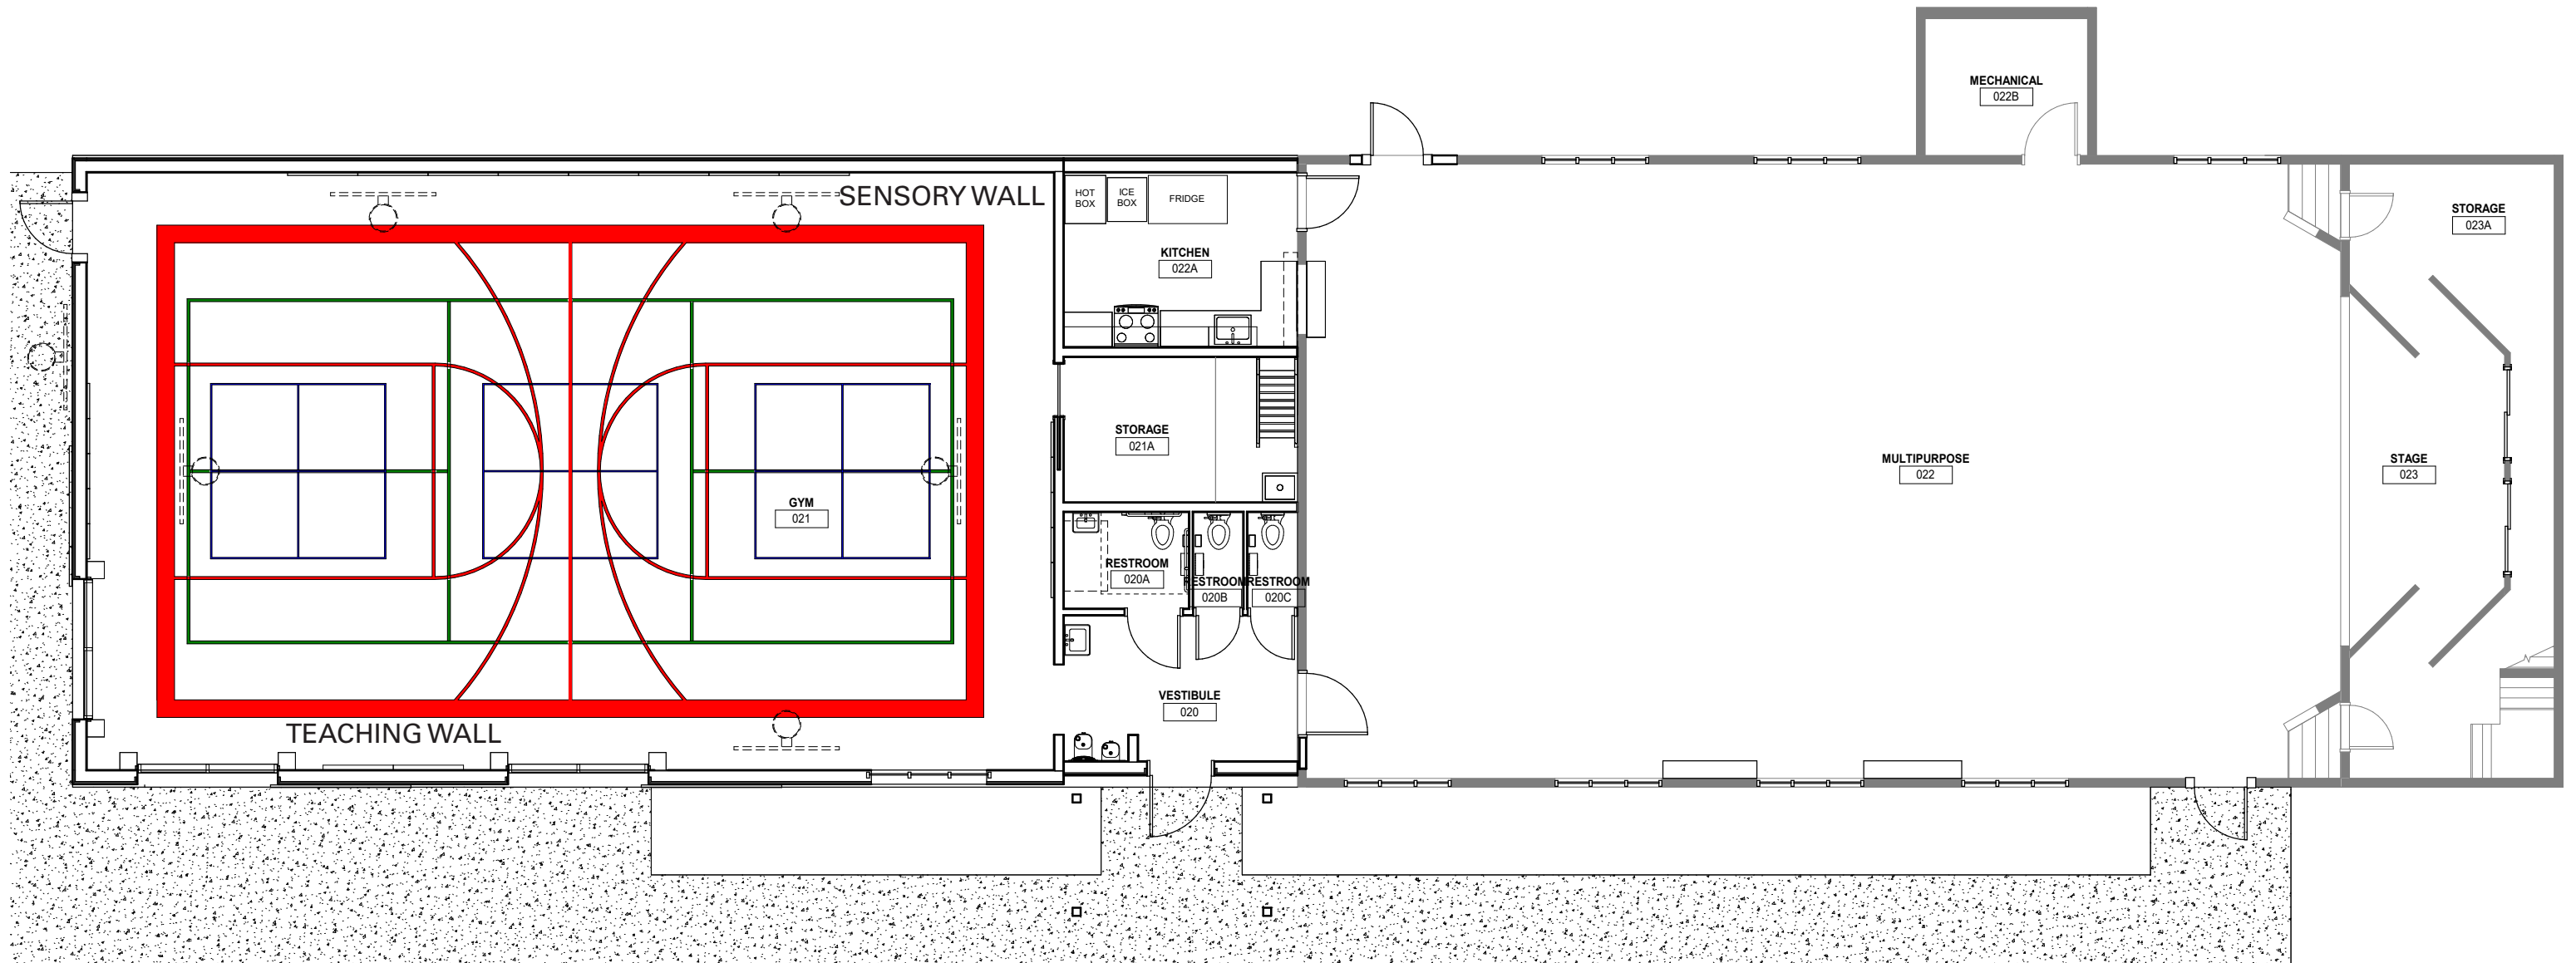 MECHANICAL
022B
SENSORY WALL
HOT
BOX
ICE
BOX
FRIDGE
KITCHEN
022A
STORAGE
023A
STORAGE
021A
MULTIPURPOSE
022
STAGE
023
GYM
021
RESTROOM
020A
ESTROOM
020B
RESTROOM
020C
VESTIBULE
020
TEACHING WALL